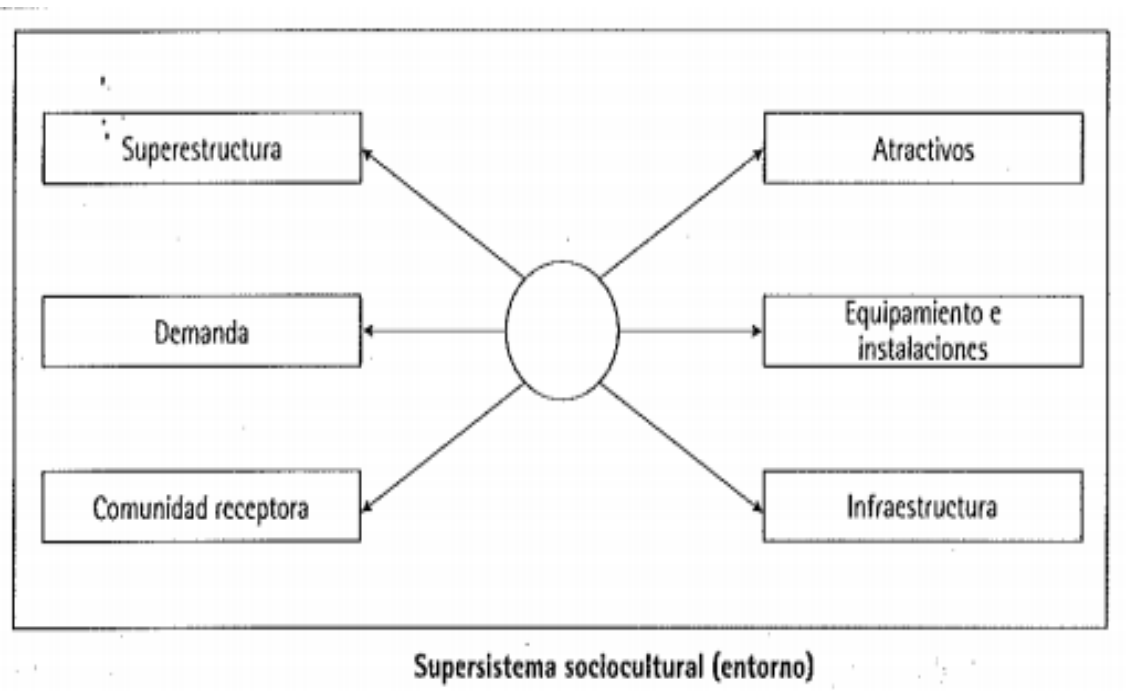 Superestructura
Atractivos
Demanda
Equipamiento e
instalaciones
Comunidad receptora
Infraestructura
Supersistema sociocultural (entorno)